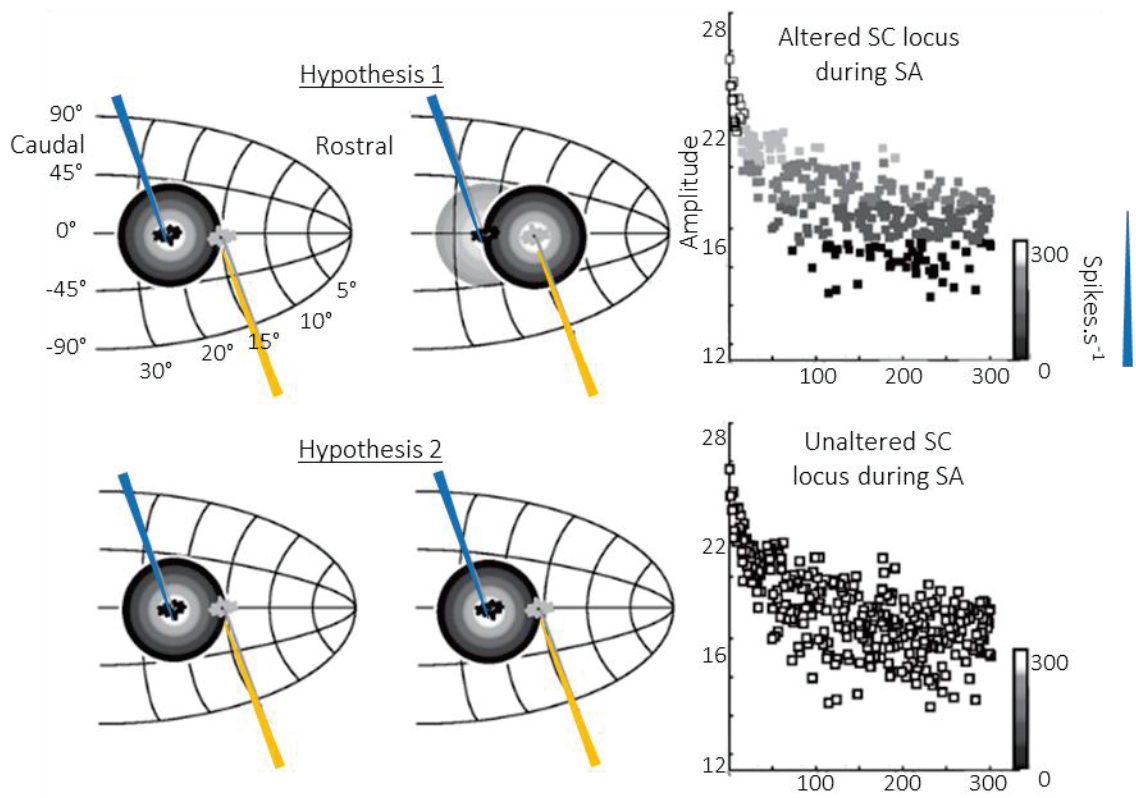 Hypothesis 1
90°
Caudal
45°
0°
-45°
-90°
30°
20°
15°
10°
5°
Rostral
Altered SC locus
during SA
Amplitude
28
22
16
12
100
200
300
300
0
Spikes.s⁻¹
Hypothesis 2
Unaltered SC
locus during SA
28
22
16
12
100
200
300
300
0